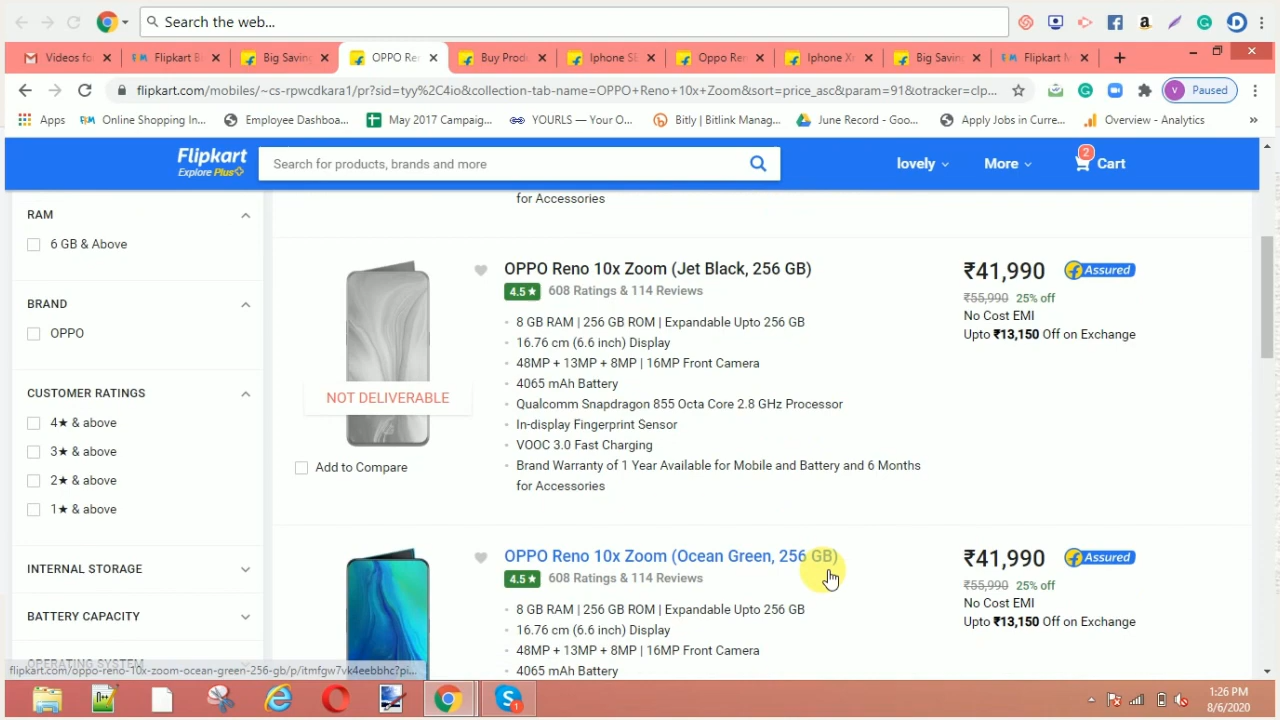 Search the web...
Videos fo
Flipkart B
Big Savin
OPPO Re
Buy Prod
Iphone SE
Oppo Re
Iphone Xr
Big Savin
Flipkart M
flipkart.com/mobiles/~cs-rpwcdkara1/pr?sid=tyy%2C4io&collection-tab-name=OPPO+Reno+10x+Zoom&sort=price_asc&param=91&otracker=clp...
V Paused
Apps
Online Shopping In...
Employee Dashboa...
May 2017 Campaig...
YOURLS — Your O...
Bitly | Bitlink Manag...
June Record - Goo...
Apply Jobs in Curre...
Overview - Analytics
»
Flipkart
Explore Plus
Search for products, brands and more
lovely
More
2
Cart
RAM
6 GB & Above
BRAND
OPPO
CUSTOMER RATINGS
4★ & above
3★ & above
2★ & above
1★ & above
INTERNAL STORAGE
BATTERY CAPACITY
OPERATING SYSTEM
for Accessories
OPPO Reno 10x Zoom (Jet Black, 256 GB)
4.5★ 608 Ratings & 114 Reviews
8 GB RAM | 256 GB ROM | Expandable Upto 256 GB
16.76 cm (6.6 inch) Display
48MP + 13MP + 8MP | 16MP Front Camera
4065 mAh Battery
Qualcomm Snapdragon 855 Octa Core 2.8 GHz Processor
In-display Fingerprint Sensor
VOOC 3.0 Fast Charging
Brand Warranty of 1 Year Available for Mobile and Battery and 6 Months
for Accessories
NOT DELIVERABLE
Add to Compare
₹41,990
Assured
₹55,990 25% off
No Cost EMI
Upto ₹13,150 Off on Exchange
OPPO Reno 10x Zoom (Ocean Green, 256 GB)
4.5★ 608 Ratings & 114 Reviews
8 GB RAM | 256 GB ROM | Expandable Upto 256 GB
16.76 cm (6.6 inch) Display
48MP + 13MP + 8MP | 16MP Front Camera
4065 mAh Battery
₹41,990
Assured
₹55,990 25% off
No Cost EMI
Upto ₹13,150 Off on Exchange
flipkart.com/oppo-reno-10x-zoom-ocean-green-256-gb/p/itmfgw7vk4eebbhc?pi...
1:26 PM
8/6/2020